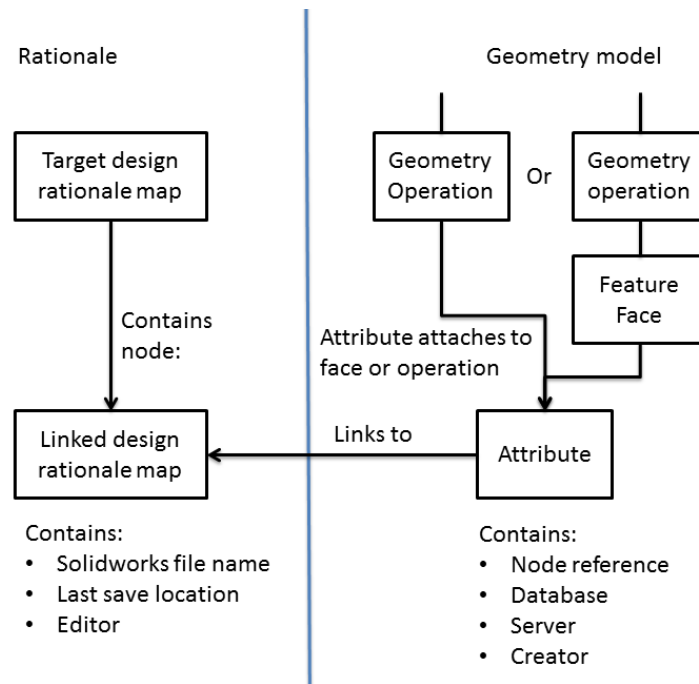 Rationale
Geometry model
Target design
rationale map
Geometry
Operation
Or
Geometry
operation
Feature
Face
Contains
node:
Attribute attaches to
face or operation
Linked design
rationale map
Links to
Attribute
Contains:
• Solidworks file name
• Last save location
• Editor
Contains:
• Node reference
• Database
• Server
• Creator